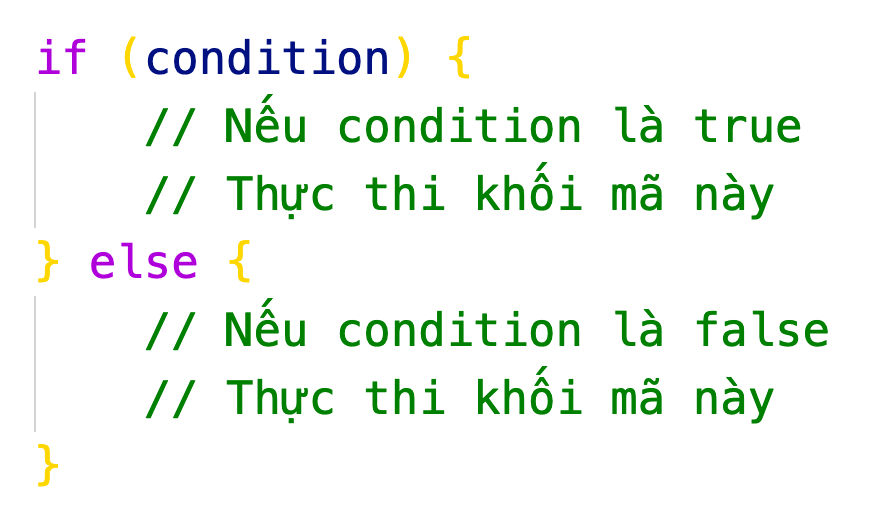 if (condition) {
    // Nếu condition là true
    // Thực thi khối mã này
} else {
    // Nếu condition là false
    // Thực thi khối mã này
}